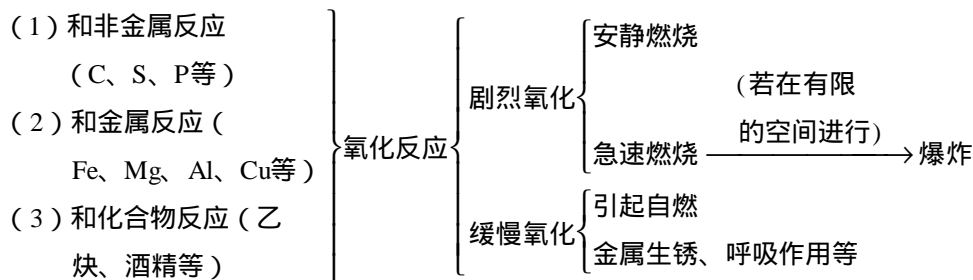 （1）和非金属反应
（C、S、P等）
（2）和金属反应（
Fe、Mg、Al、Cu等）
（3）和化合物反应（乙
炔、酒精等）
氧化反应
剧烈氧化
安静燃烧
急速燃烧
(若在有限
的空间进行)
爆炸
缓慢氧化
引起自燃
金属生锈、呼吸作用等